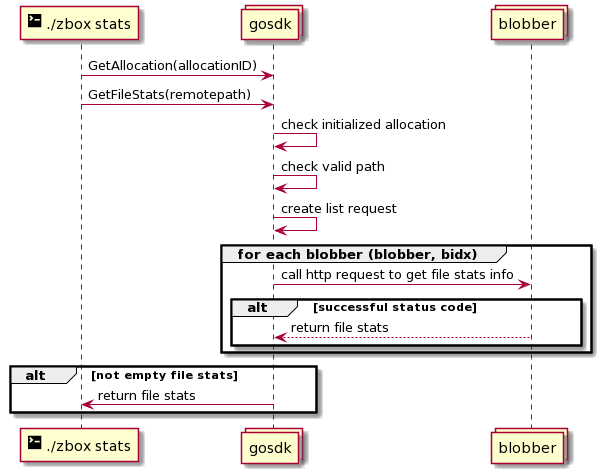 ./zbox stats
gosdk
blobber
GetAllocation(allocationID)
GetFileStats(remotepath)
check initialized allocation
check valid path
create list request
for each blobber (blobber, bidx)
call http request to get file stats info
alt [successful status code]
return file stats
alt [not empty file stats]
return file stats
./zbox stats
gosdk
blobber